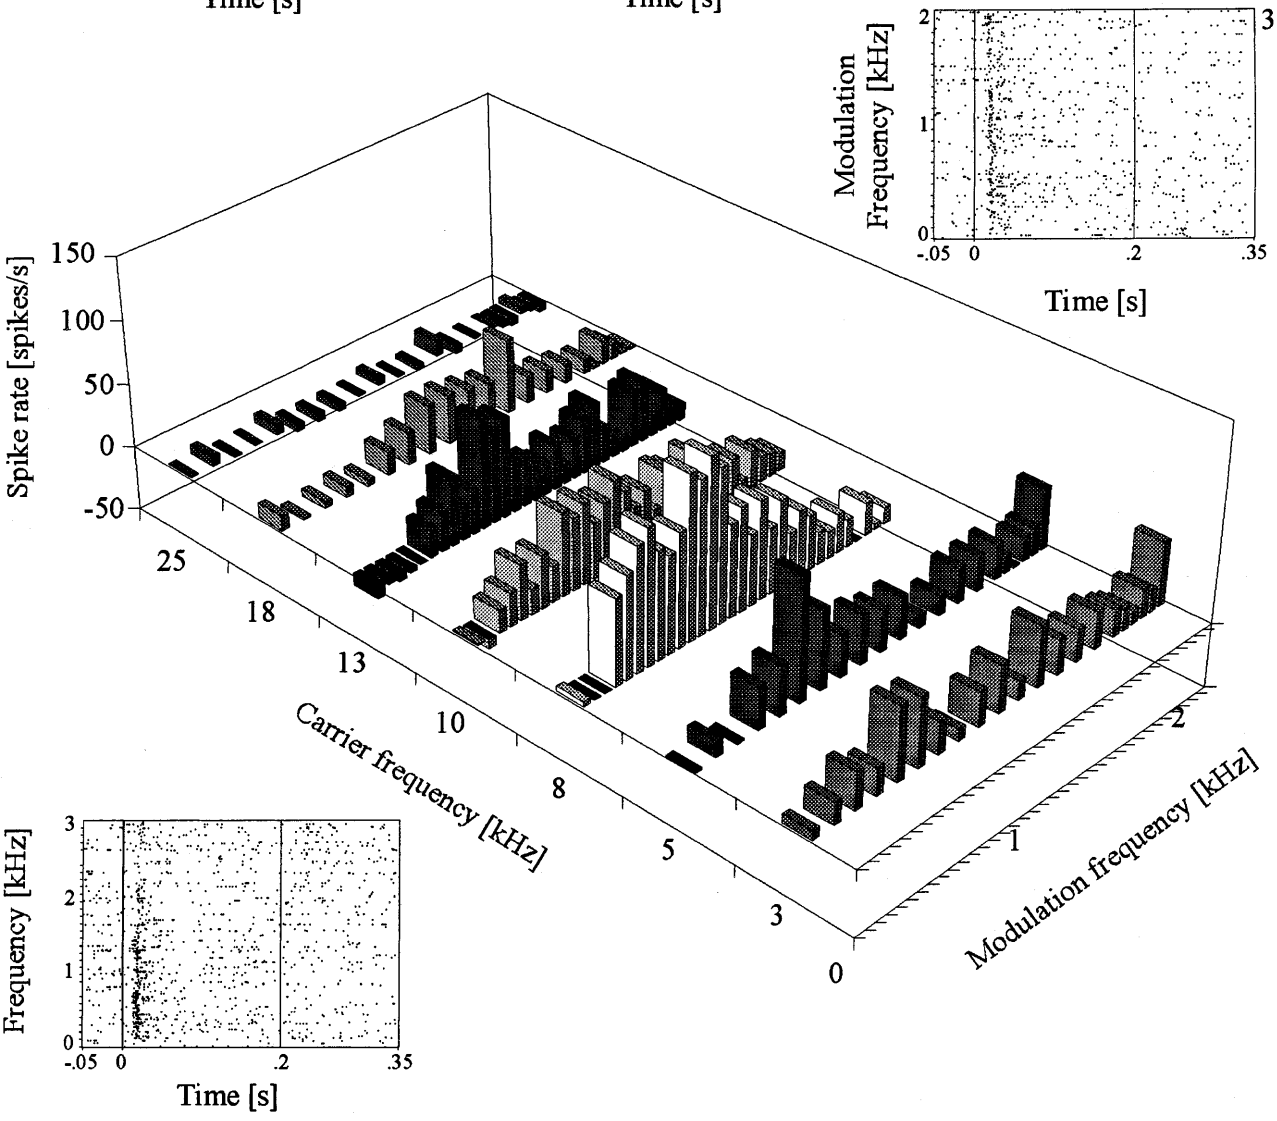 Time [s]
Time [s]
Modulation
Frequency [kHz]
2
1
0
-.05 0 .2 .35
Time [s]
3
Spike rate [spikes/s]
150
100
50
0
-50
25
18
13
10
8
5
3
0
Carrier frequency [kHz]
1
2
Modulation frequency [kHz]
Frequency [kHz]
3
2
1
0
-.05 0 .2 .35
Time [s]